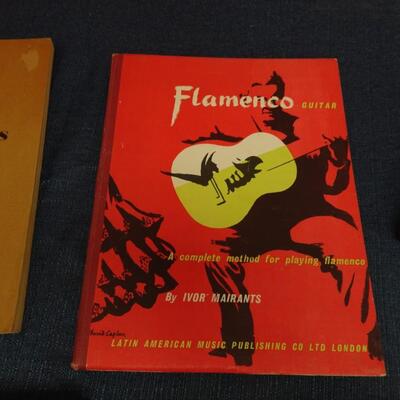 Flamenco GUITAR
A complete method for playing flamenco
By IVOR MAIRANTS
LATIN AMERICAN MUSIC PUBLISHING CO LTD LONDON